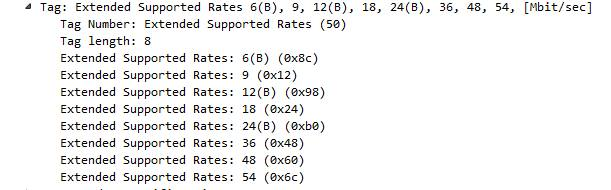 Tag: Extended Supported Rates 6(B), 9, 12(B), 18, 24(B), 36, 48, 54, [Mbit/sec]
Tag Number: Extended Supported Rates (50)
Tag length: 8
Extended Supported Rates: 6(B) (0x8c)
Extended Supported Rates: 9 (0x12)
Extended Supported Rates: 12(B) (0x98)
Extended Supported Rates: 18 (0x24)
Extended Supported Rates: 24(B) (0xb0)
Extended Supported Rates: 36 (0x48)
Extended Supported Rates: 48 (0x60)
Extended Supported Rates: 54 (0x6c)